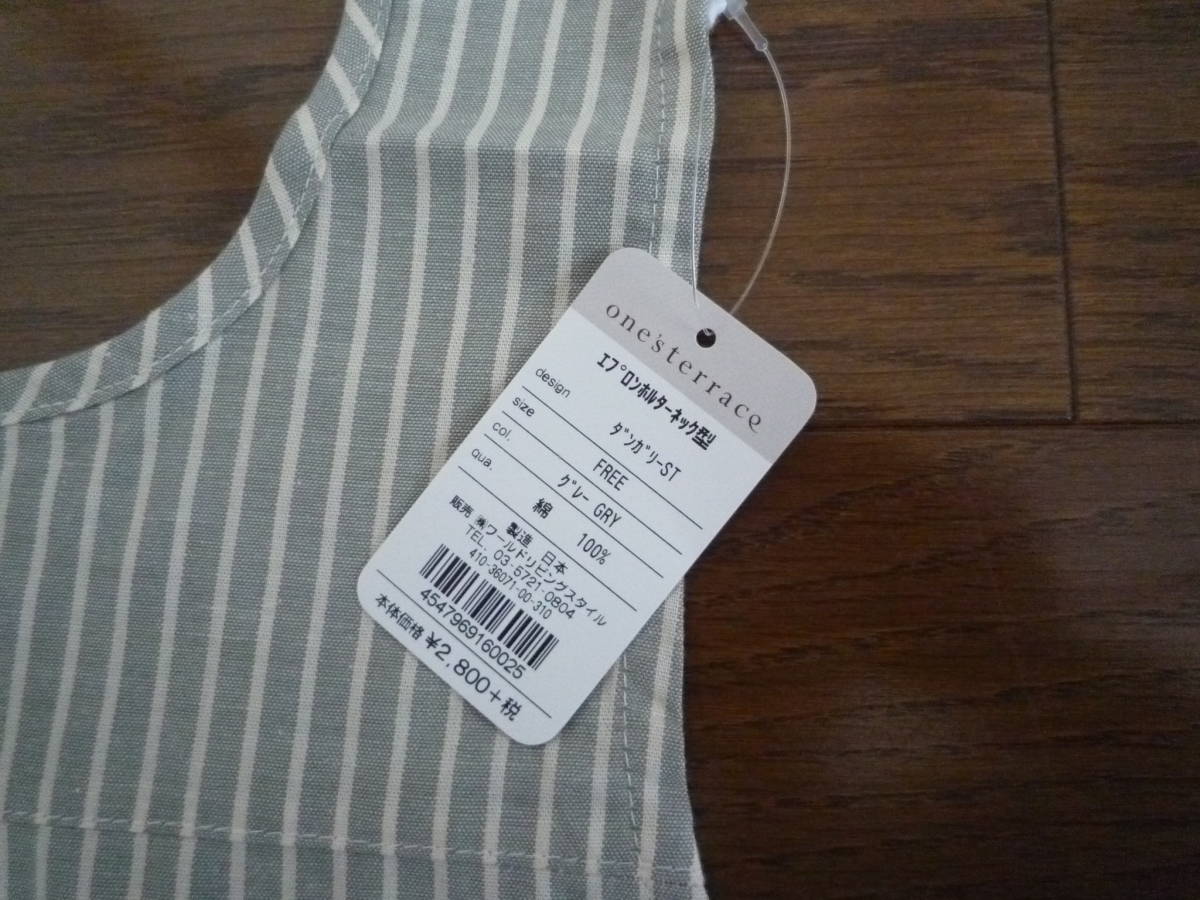 one'sterrace
エプロンホルターネック型
design ダンガリーST
size FREE
col. グレー GRY
qua. 綿 100%
製造 日本
販売 ㈱ワールドリビングスタイル
TEL. 03-5721-0804
410-36071-00-310
4547969160025
本体価格 ¥2,800+税